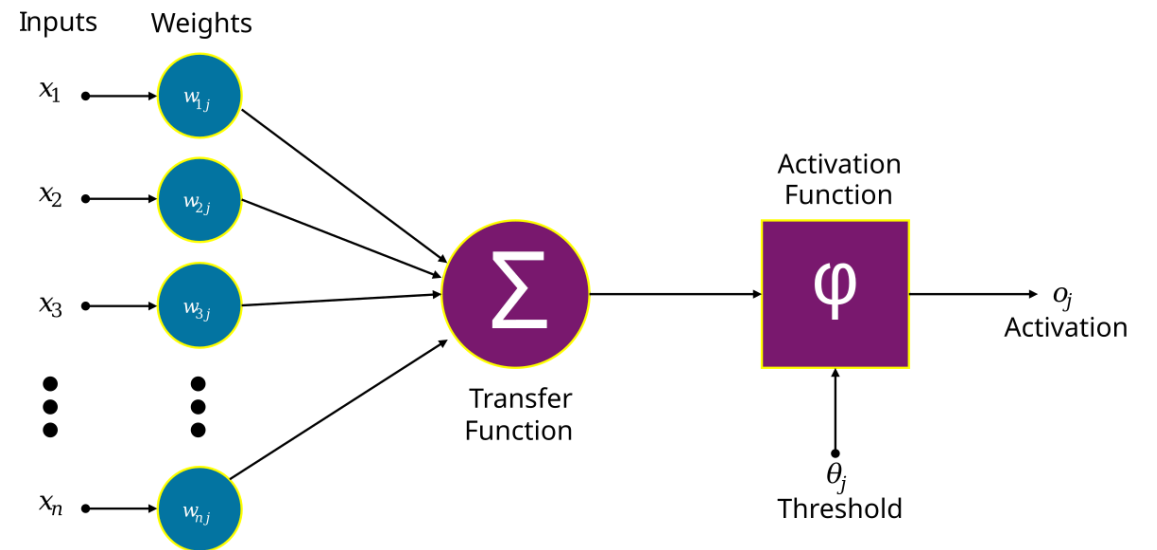 Inputs Weights
x₁ w₁ⱼ
x₂ w₂ⱼ
x₃ w₃ⱼ
xₙ wₙⱼ
Σ
Transfer
Function
Activation
Function
φ
oⱼ
Activation
θⱼ
Threshold